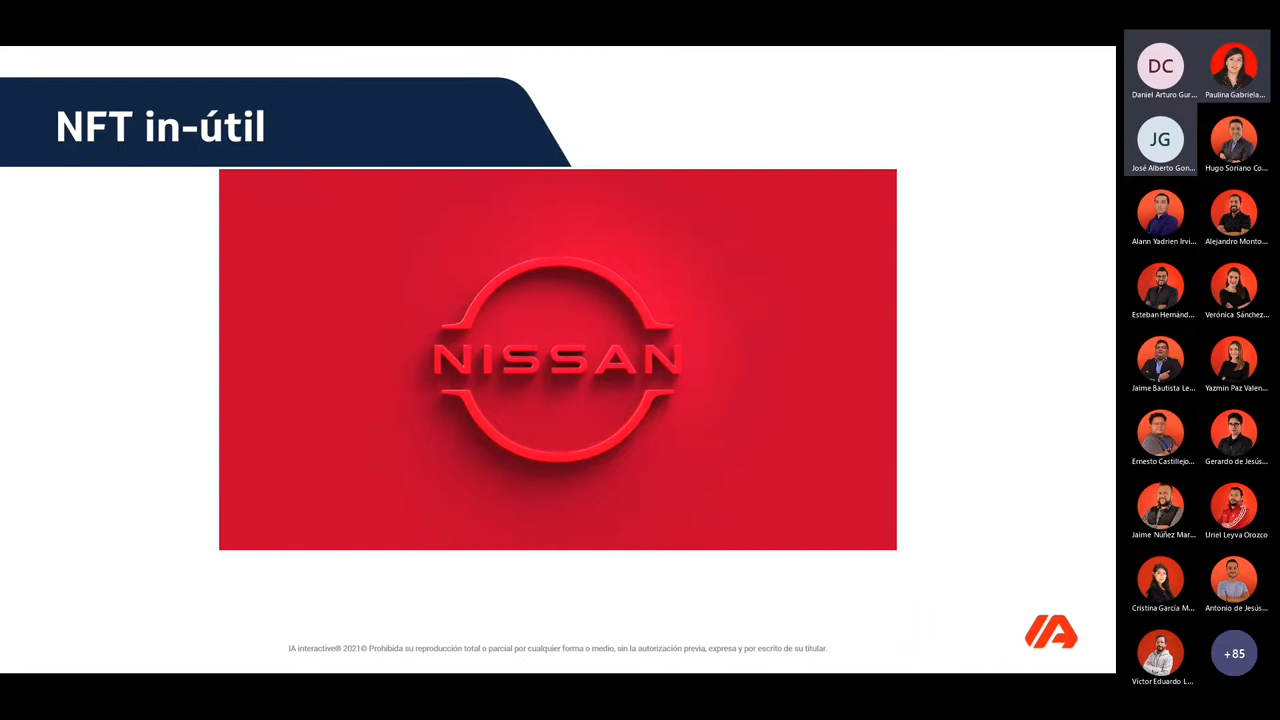 NFT in-útil
NISSAN
IA interactive® 2021© Prohibida su reproducción total o parcial por cualquier forma o medio, sin la autorización previa, expresa y por escrito de su titular.
IA
DC
Daniel Arturo Gur...
Paulina Gabriela...
JG
José Alberto Gon...
Hugo Soriano Co...
Alann Yadrien Irvi...
Alejandro Monto...
Esteban Hernánd...
Verónica Sánchez...
Jaime Bautista Le...
Yazmin Paz Valen...
Ernesto Castillejo...
Gerardo de Jesús...
Jaime Núñez Mar...
Uriel Leyva Orozco
Cristina García M...
Antonio de Jesús...
Víctor Eduardo L...
+85